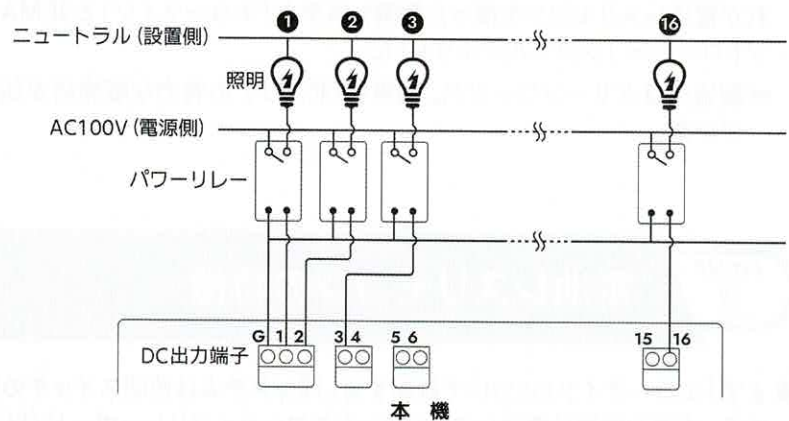 ❶ ❷ ❸ ⓰
ニュートラル(設置側)
照明
AC100V(電源側)
パワーリレー
G 1 2 3 4 5 6 15 16
DC出力端子
本 機